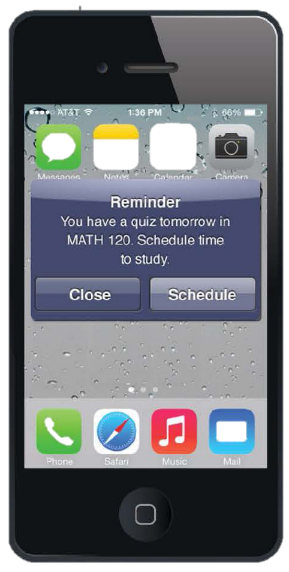 AT&T 1:36 PM 66%
Messages Notes Calendar Camera
Reminder
You have a quiz tomorrow in
MATH 120. Schedule time
to study.
Close Schedule
Phone Safari Music Mail